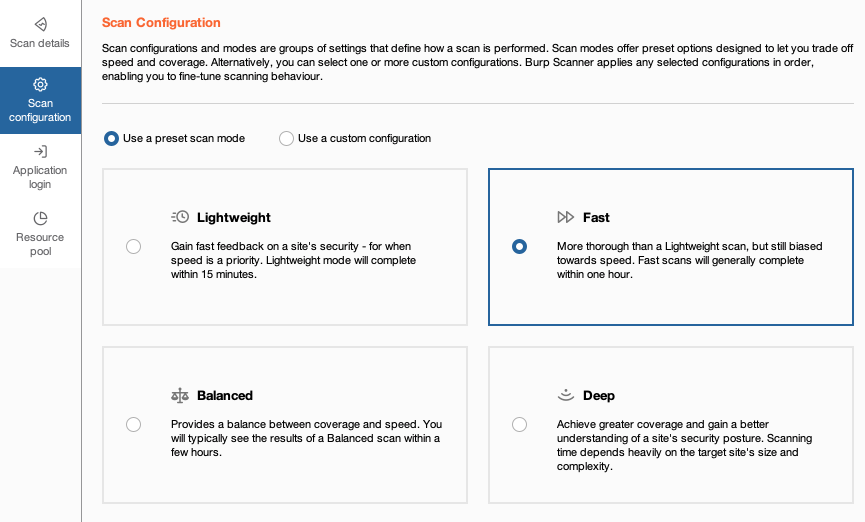 Scan details
Scan
configuration
Application
login
Resource
pool
Scan Configuration
Scan configurations and modes are groups of settings that define how a scan is performed. Scan modes offer preset options designed to let you trade off
speed and coverage. Alternatively, you can select one or more custom configurations. Burp Scanner applies any selected configurations in order,
enabling you to fine-tune scanning behaviour.
Use a preset scan mode
Use a custom configuration
Lightweight
Gain fast feedback on a site's security - for when
speed is a priority. Lightweight mode will complete
within 15 minutes.
Fast
More thorough than a Lightweight scan, but still biased
towards speed. Fast scans will generally complete
within one hour.
Balanced
Provides a balance between coverage and speed. You
will typically see the results of a Balanced scan within a
few hours.
Deep
Achieve greater coverage and gain a better
understanding of a site's security posture. Scanning
time depends heavily on the target site's size and
complexity.